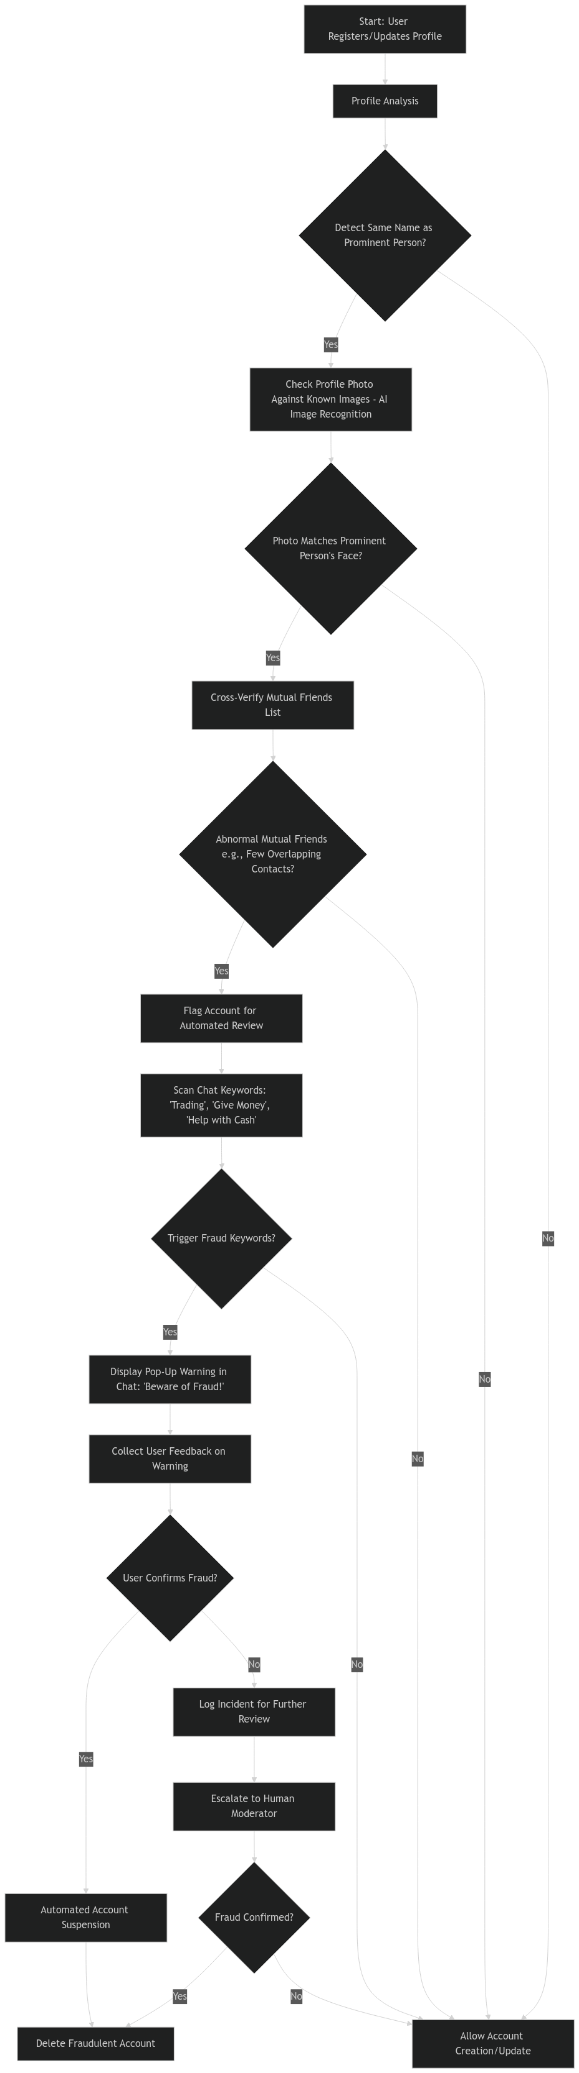 Start: User
Registers/Updates Profile
Profile Analysis
Detect Same Name as
Prominent Person?
Yes
Check Profile Photo
Against Known Images - AI
Image Recognition
Photo Matches Prominent
Person's Face?
Yes
Cross-Verify Mutual Friends
List
Abnormal Mutual Friends
e.g., Few Overlapping
Contacts?
Yes
Flag Account for
Automated Review
Scan Chat Keywords:
'Trading', 'Give Money',
'Help with Cash'
Trigger Fraud Keywords?
No
Yes
Display Pop-Up Warning in
Chat: 'Beware of Fraud!'
No
Collect User Feedback on
Warning
No
User Confirms Fraud?
No
No
Log Incident for Further
Review
Yes
Escalate to Human
Moderator
Automated Account
Suspension
Fraud Confirmed?
Yes
No
Delete Fraudulent Account
Allow Account
Creation/Update